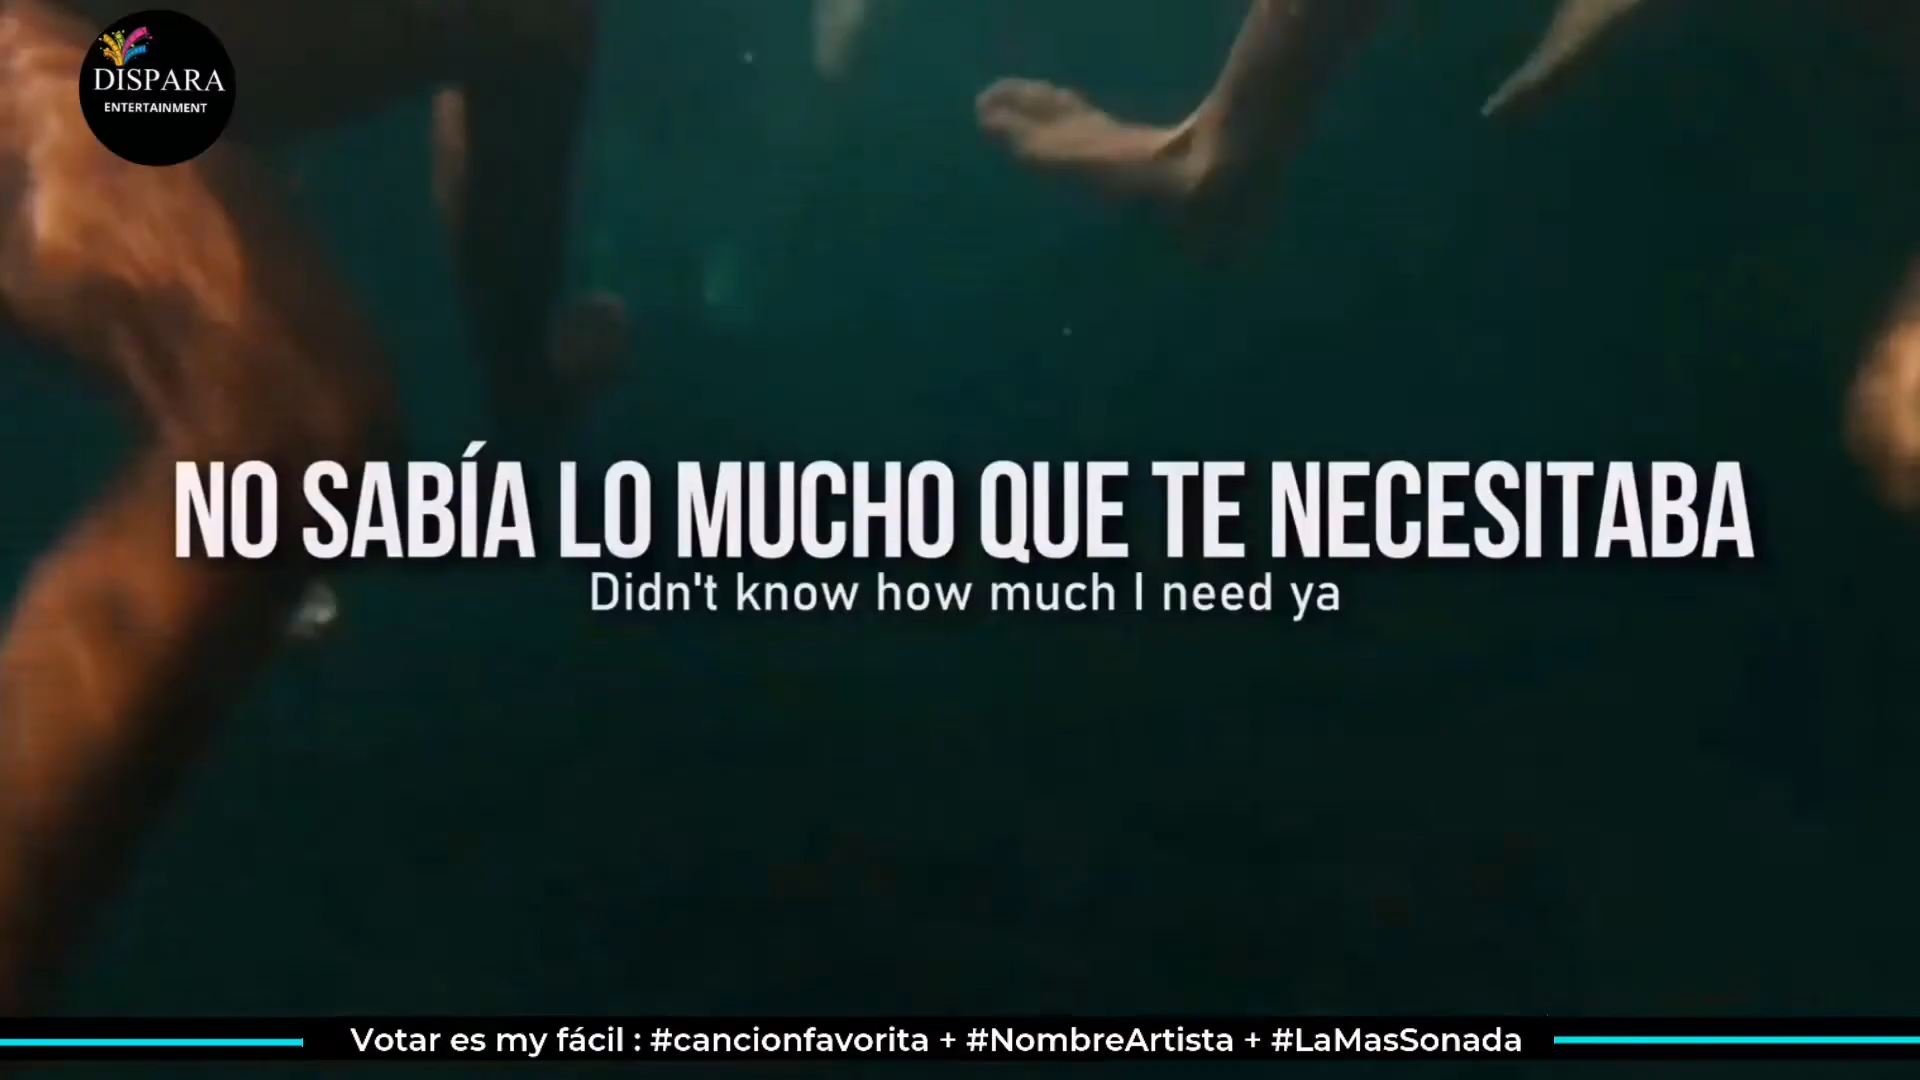 DISPARA
ENTERTAINMENT
NO SABÍA LO MUCHO QUE TE NECESITABA
Didn't know how much I need ya
Votar es my fácil : #cancionfavorita + #NombreArtista + #LaMasSonada